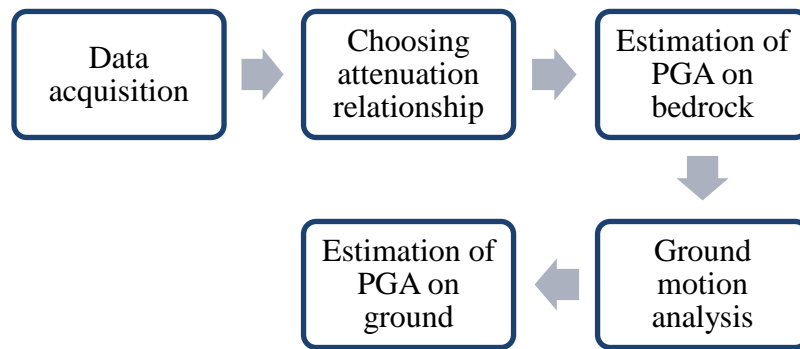 Data
acquisition
Choosing
attenuation
relationship
Estimation of
PGA on
bedrock
Ground
motion
analysis
Estimation of
PGA on
ground